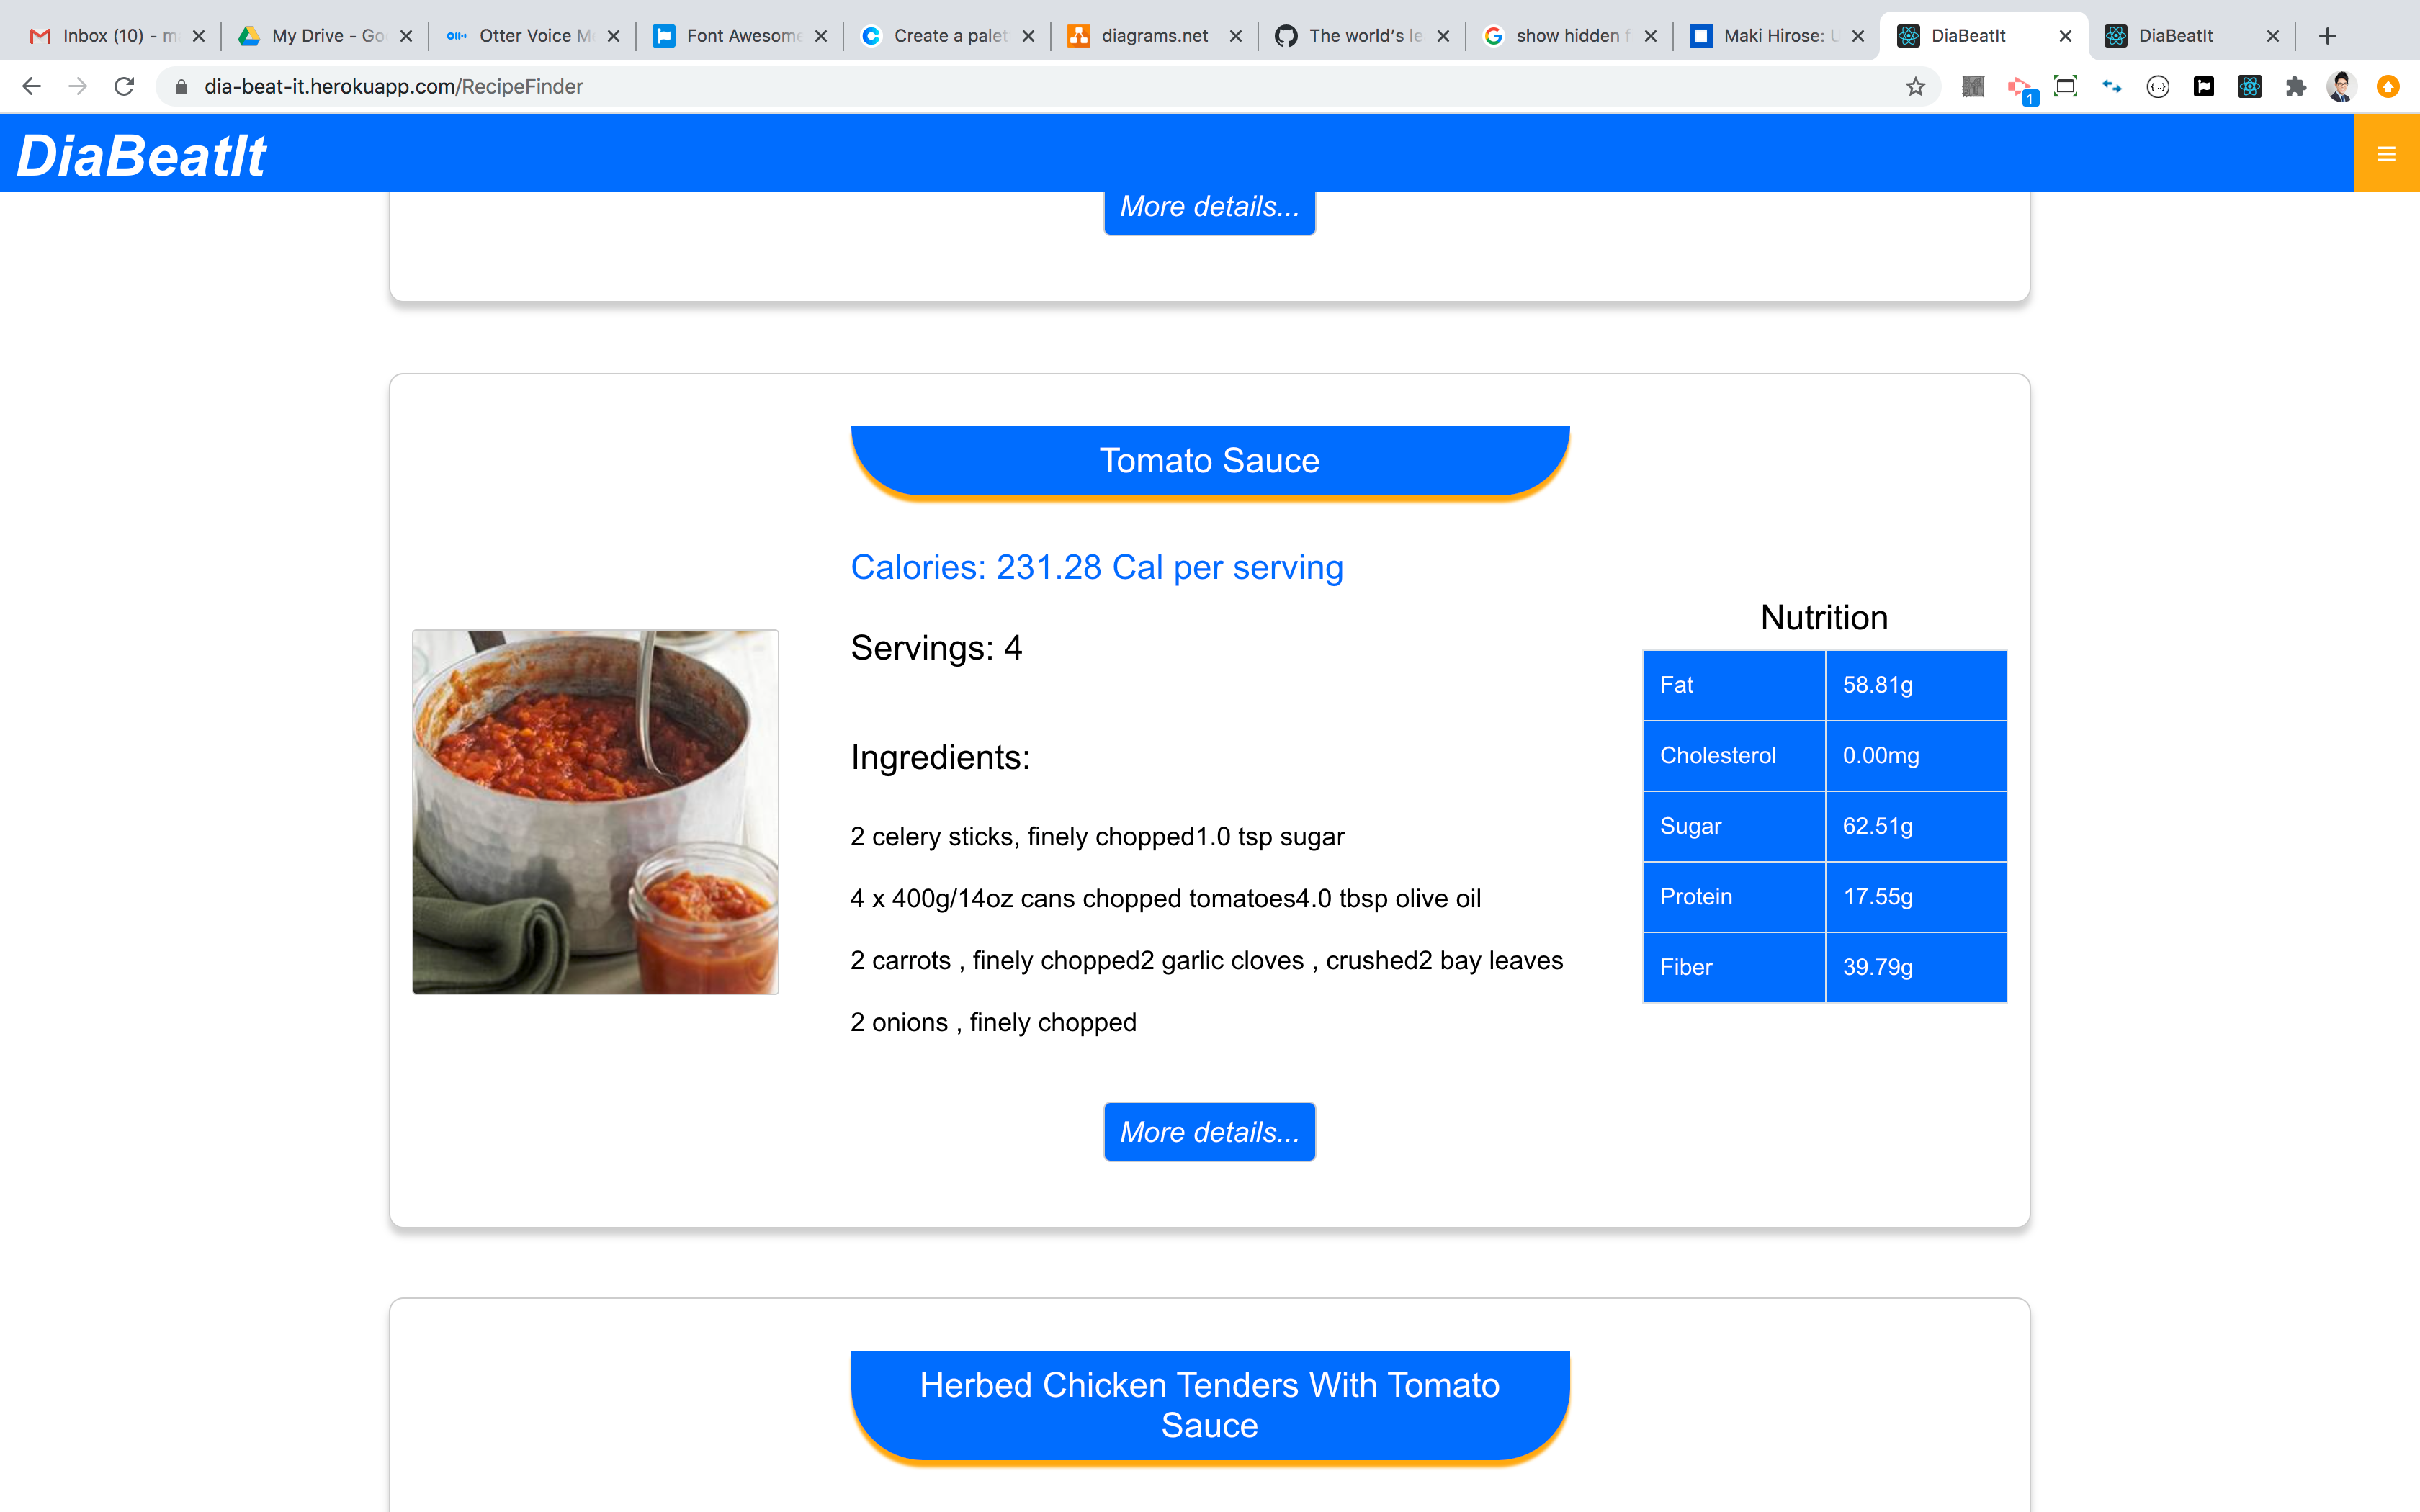 Inbox (10) - m
My Drive - Go
Otter Voice M
Font Awesome
Create a palet
diagrams.net
The world's le
show hidden f
Maki Hirose: U
DiaBeatIt
DiaBeatIt
dia-beat-it.herokuapp.com/RecipeFinder
1
DiaBeatIt
More details...
Tomato Sauce
Calories: 231.28 Cal per serving
Servings: 4
Ingredients:
2 celery sticks, finely chopped1.0 tsp sugar
4 x 400g/14oz cans chopped tomatoes4.0 tbsp olive oil
2 carrots , finely chopped2 garlic cloves , crushed2 bay leaves
2 onions , finely chopped
More details...
Nutrition
Fat 58.81g
Cholesterol 0.00mg
Sugar 62.51g
Protein 17.55g
Fiber 39.79g
Herbed Chicken Tenders With Tomato
Sauce